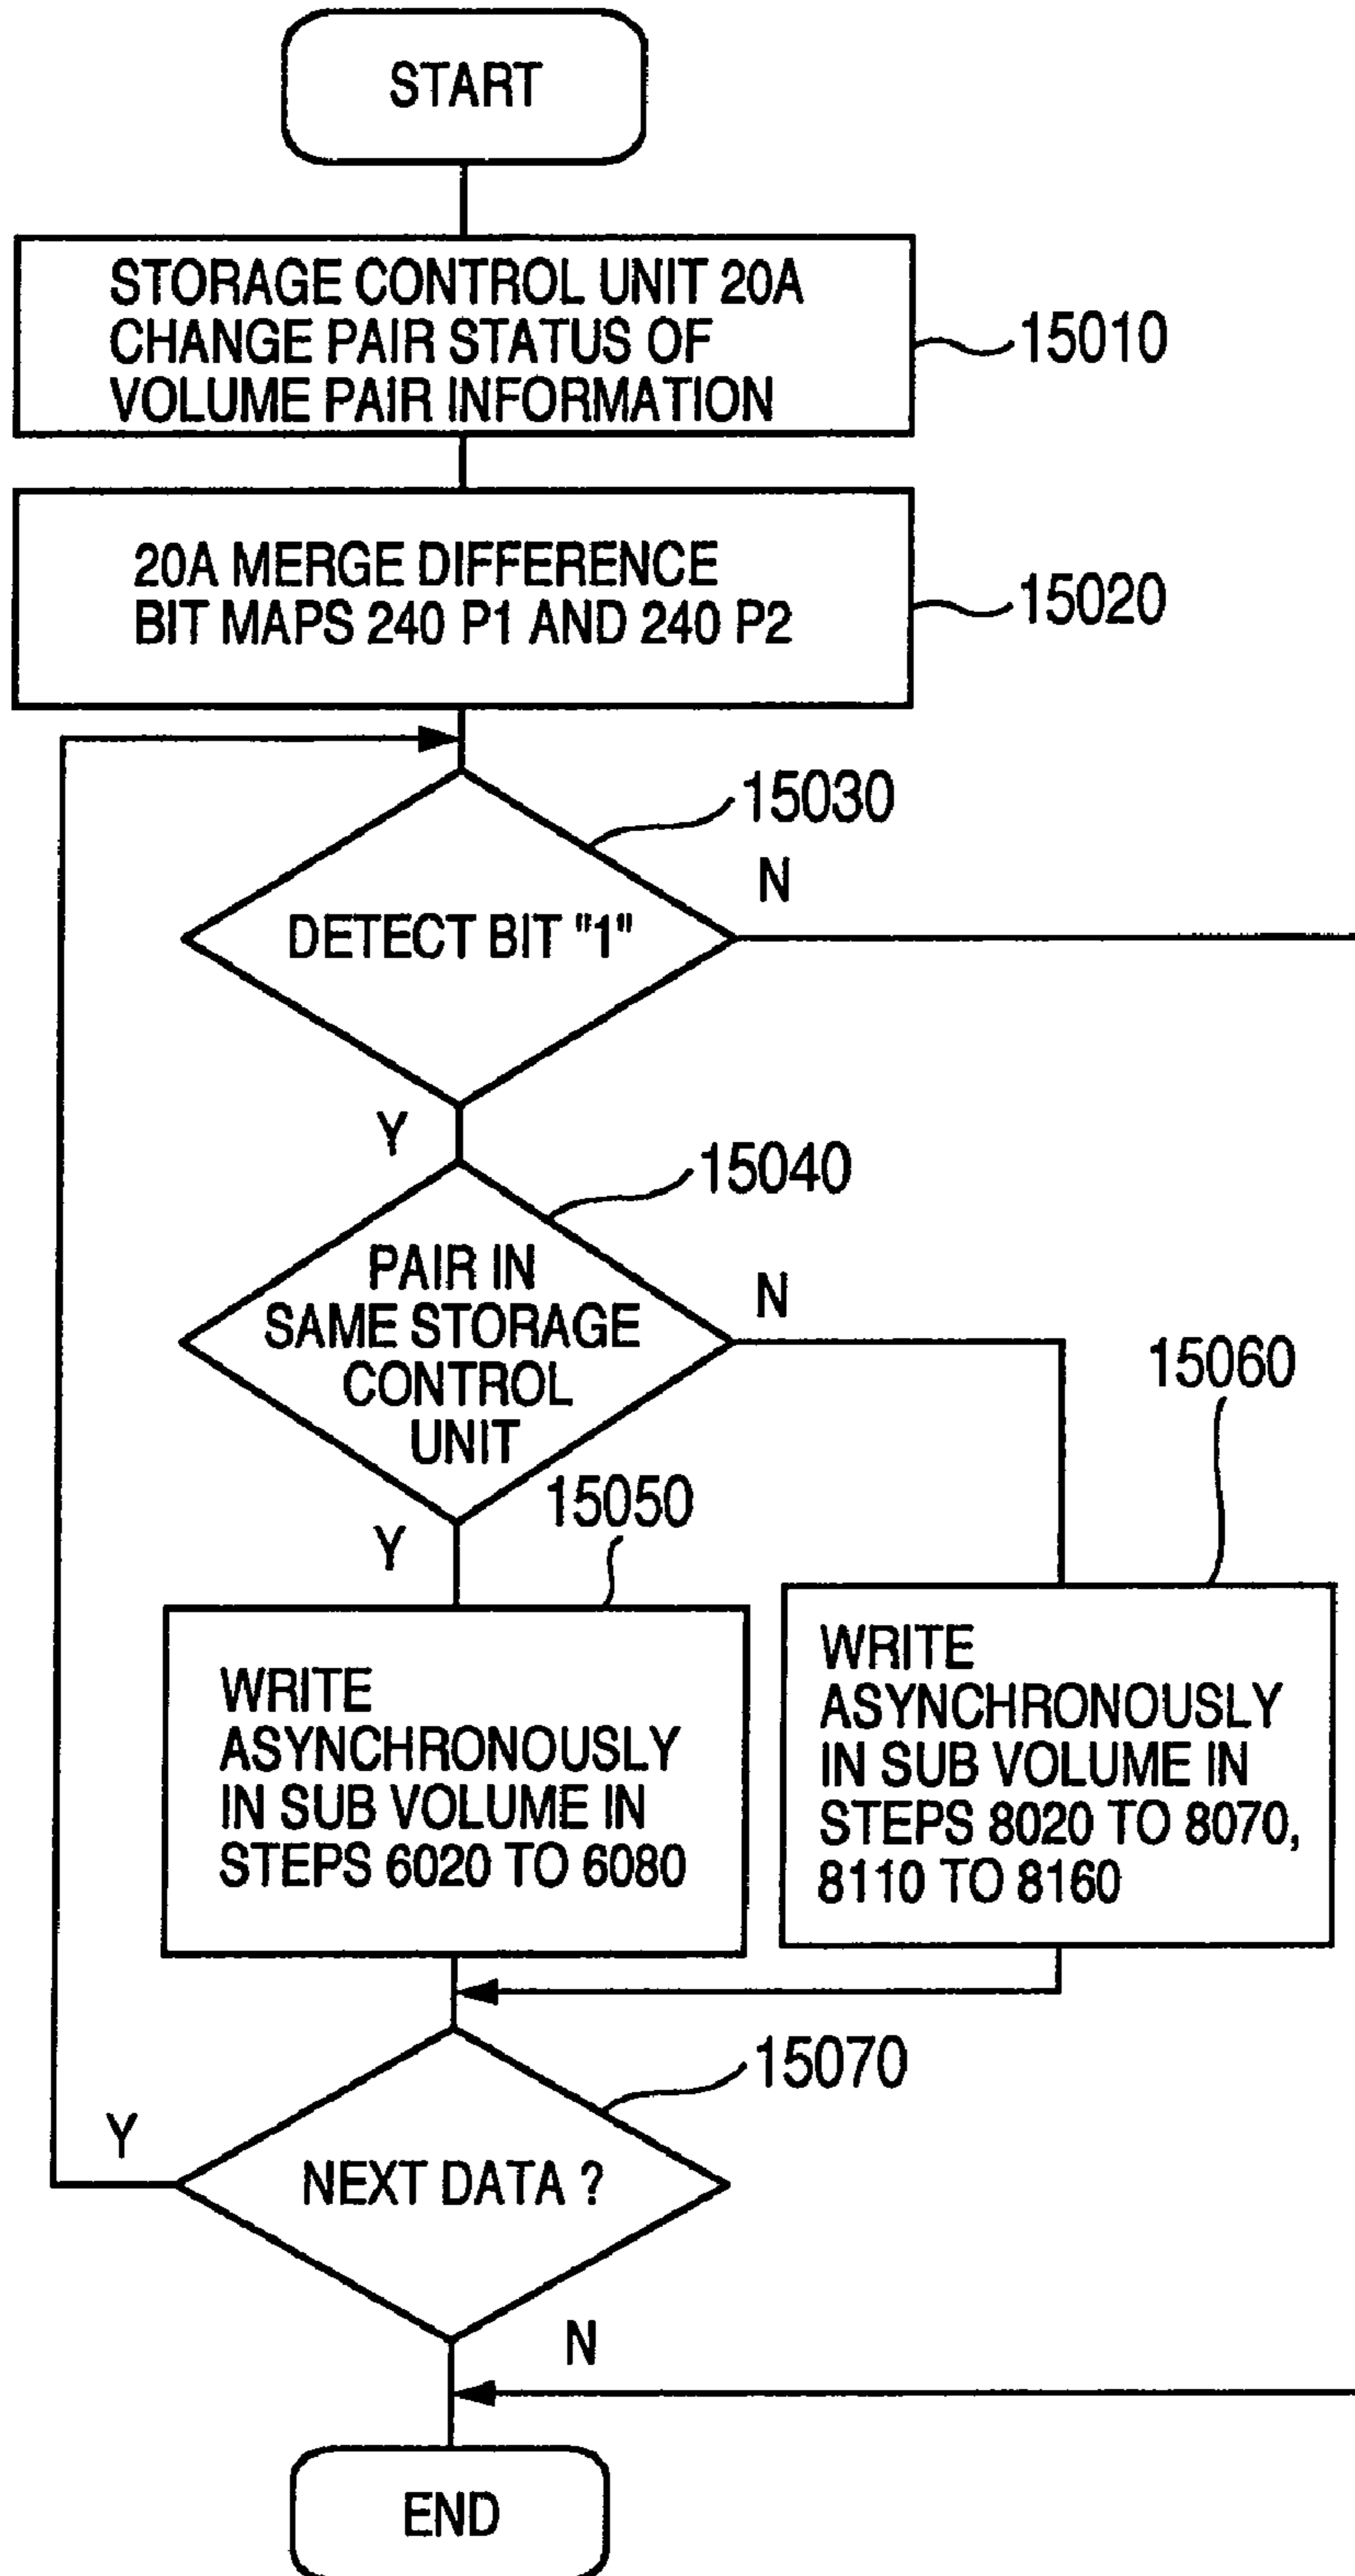 START
STORAGE CONTROL UNIT 20A
CHANGE PAIR STATUS OF
VOLUME PAIR INFORMATION
15010
20A MERGE DIFFERENCE
BIT MAPS 240 P1 AND 240 P2
15020
15030
DETECT BIT "1"
N
Y
15040
PAIR IN
SAME STORAGE
CONTROL
UNIT
N
Y
15050
WRITE
ASYNCHRONOUSLY
IN SUB VOLUME IN
STEPS 6020 TO 6080
15060
WRITE
ASYNCHRONOUSLY
IN SUB VOLUME IN
STEPS 8020 TO 8070,
8110 TO 8160
15070
NEXT DATA ?
Y
N
END